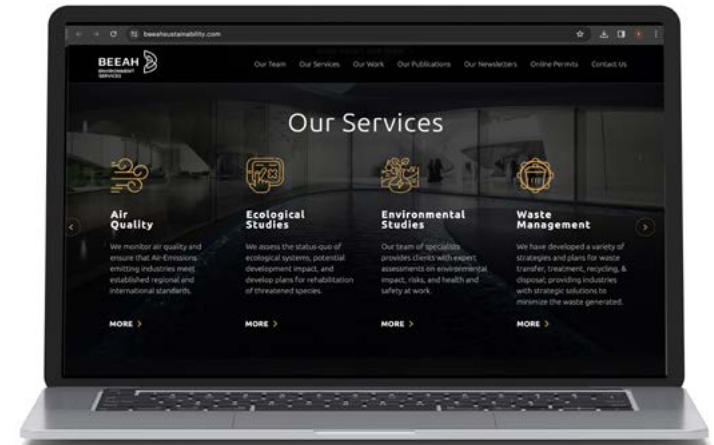 beeahsustainability.com
BEEAH
ENVIRONMENT
SERVICES
Our Team Our Services Our Work Our Publications Our Newsletters Online Permits Contact Us
Our Services
Air
Quality
We monitor air quality and
ensure that Air-Emissions
emitting industries meet
established regional and
international standards.
MORE >
Ecological
Studies
We assess the status-quo of
ecological systems, potential
development impact, and
develop plans for rehabilitation
of threatened species.
MORE >
Environmental
Studies
Our team of specialists
provides clients with expert
assessments on environmental
impact, risks, and health and
safety at work.
MORE >
Waste
Management
We have developed a variety of
strategies and plans for waste
transfer, treatment, recycling, &
disposal; providing industries
with strategic solutions to
minimize the waste generated.
MORE >